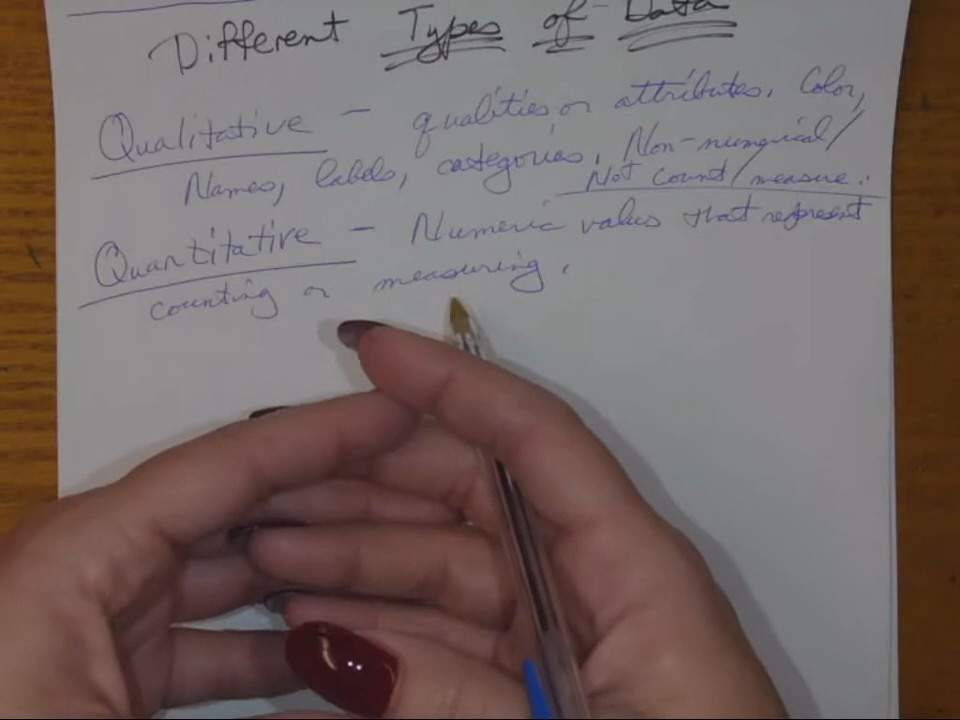 Different Types of Data
Qualitative - qualities or attributes. Color,
Names, labels, categories. Non-numerical/
Not Count/measure.
Quantitative - Numeric values that represent
counting or measuring.